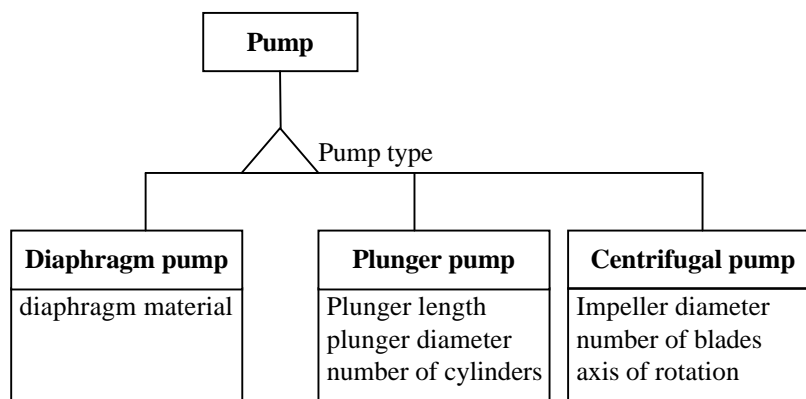 Pump
Pump type
Diaphragm pump
diaphragm material
Plunger pump
Plunger length
plunger diameter
number of cylinders
Centrifugal pump
Impeller diameter
number of blades
axis of rotation